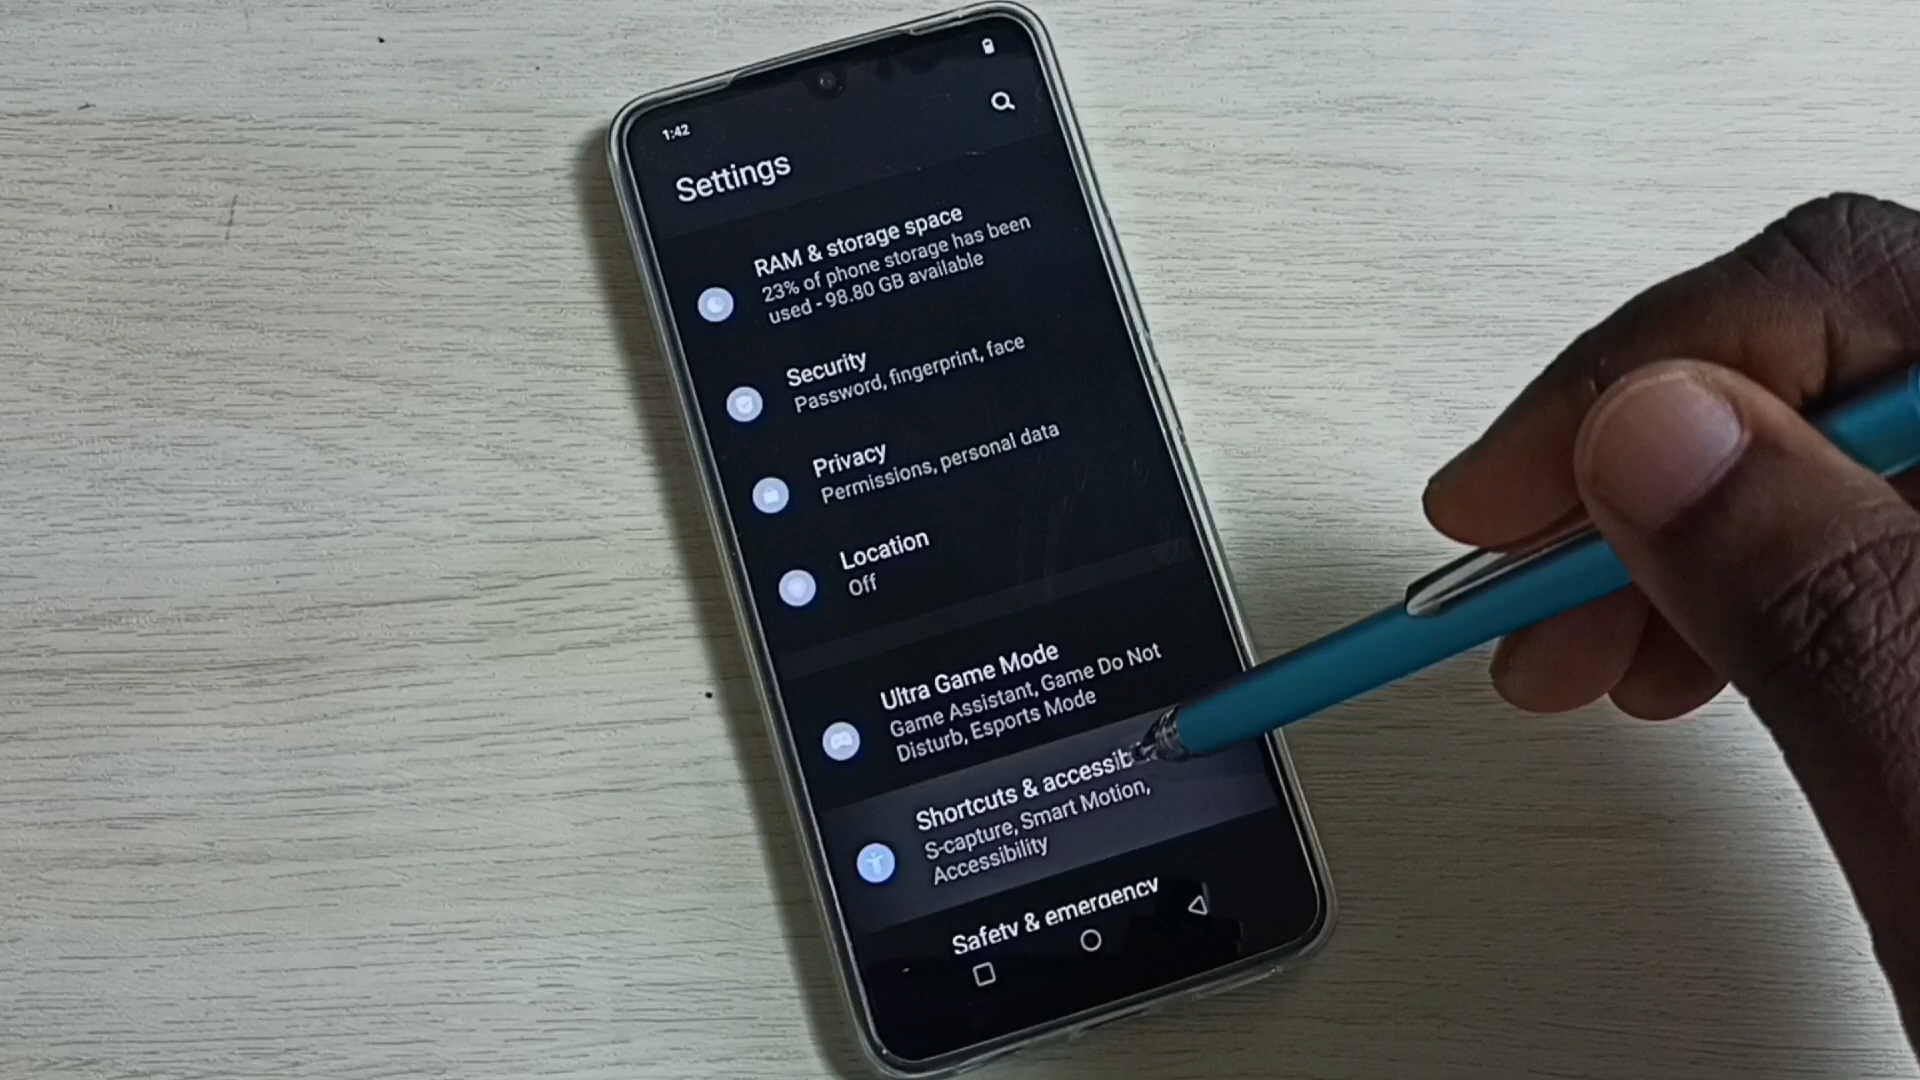 1:42
Settings
RAM & storage space
23% of phone storage has been
used - 98.80 GB available
Security
Password, fingerprint, face
Privacy
Permissions, personal data
Location
Off
Ultra Game Mode
Game Assistant, Game Do Not
Disturb, Esports Mode
Shortcuts & accessib
S-capture, Smart Motion,
Accessibility
Safety & emergency